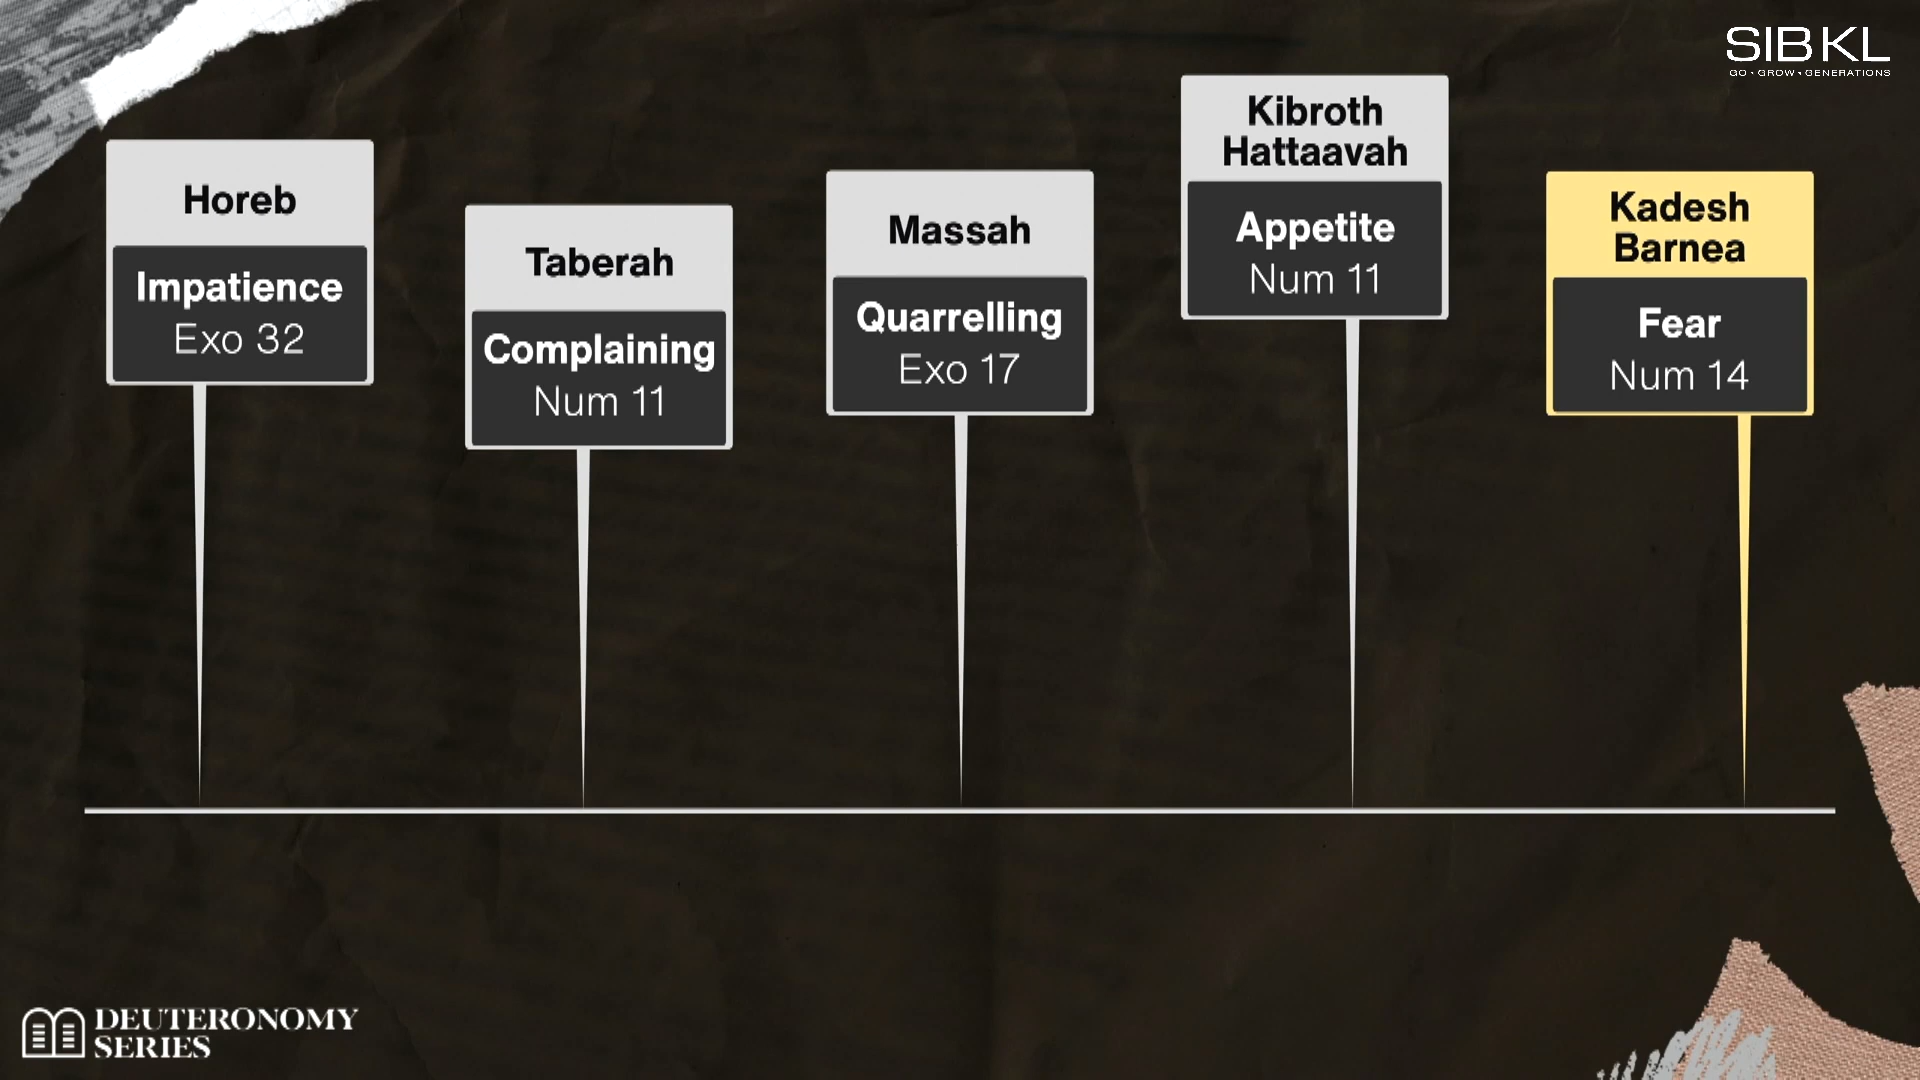 SIBKL
GO • GROW • GENERATIONS
Horeb
Impatience
Exo 32
Taberah
Complaining
Num 11
Massah
Quarrelling
Exo 17
Kibroth
Hattaavah
Appetite
Num 11
Kadesh
Barnea
Fear
Num 14
DEUTERONOMY
SERIES